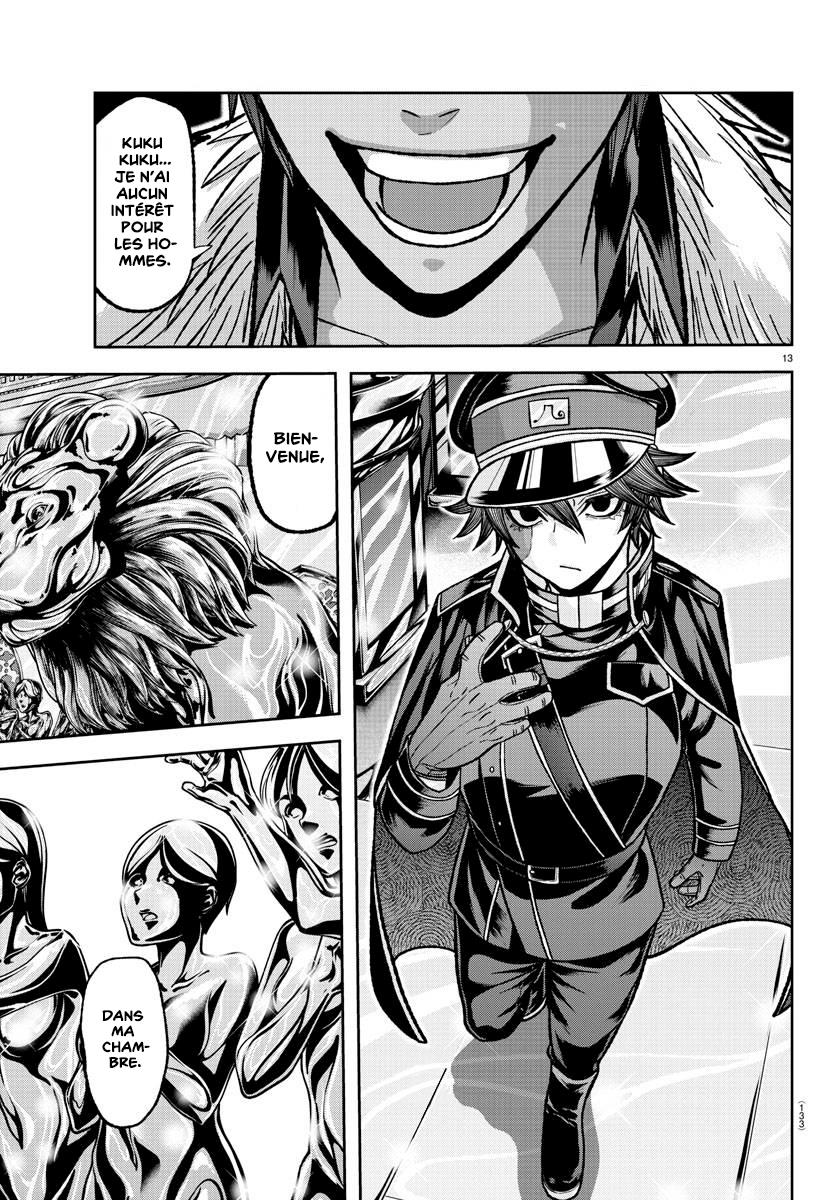 KUKU
KUKU...
JE N'AI
AUCUN
INTÉRÊT
POUR
LES HO-
MMES.
13
BIEN-
VENUE,
DANS
MA
CHAM-
BRE.
(133)